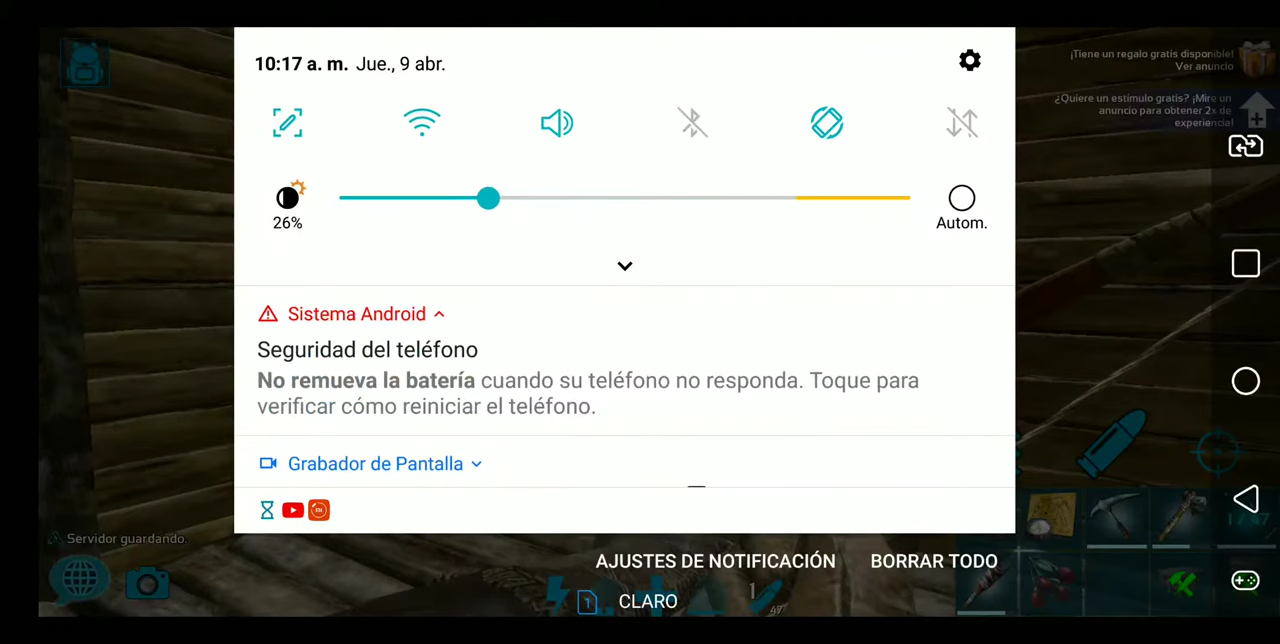 10:17 a. m. Jue., 9 abr.
¡Tiene un regalo gratis disponible!
Ver anuncio
¿Quiere un estímulo gratis? ¡Mire un
anuncio para obtener 2x de
experiencia!
26%
Autom.
Sistema Android
Seguridad del teléfono
No remueva la batería cuando su teléfono no responda. Toque para
verificar cómo reiniciar el teléfono.
Grabador de Pantalla
Servidor guardando.
AJUSTES DE NOTIFICACIÓN BORRAR TODO
1
47
1 CLARO